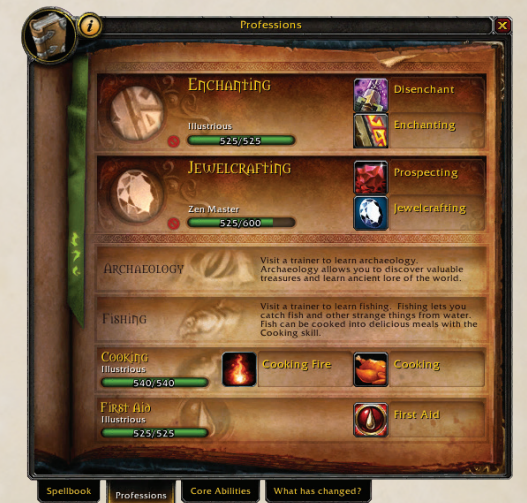 Professions
Enchanting
Illustrious
525/525
Disenchant
Enchanting
Jewelcrafting
Zen Master
525/600
Prospecting
Jewelcrafting
Archaeology
Visit a trainer to learn archaeology.
Archaeology allows you to discover valuable
treasures and learn ancient lore of the world.
Fishing
Visit a trainer to learn fishing. Fishing lets you
catch fish and other strange things from water.
Fish can be cooked into delicious meals with the
Cooking skill.
Cooking
Illustrious
540/540
Cooking Fire
Cooking
First Aid
Illustrious
525/525
First Aid
Spellbook
Professions
Core Abilities
What has changed?